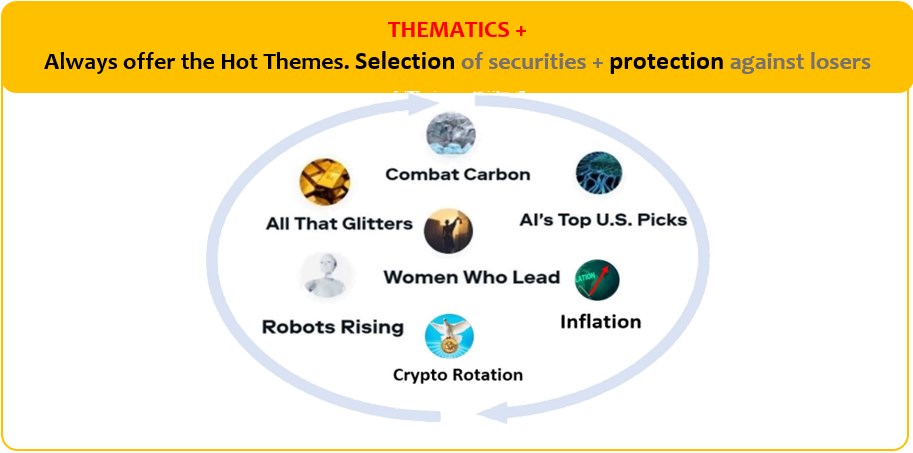 THEMATICS +
Always offer the Hot Themes. Selection of securities + protection against losers
Combat Carbon
All That Glitters
AI's Top U.S. Picks
Women Who Lead
Robots Rising
Inflation
Crypto Rotation